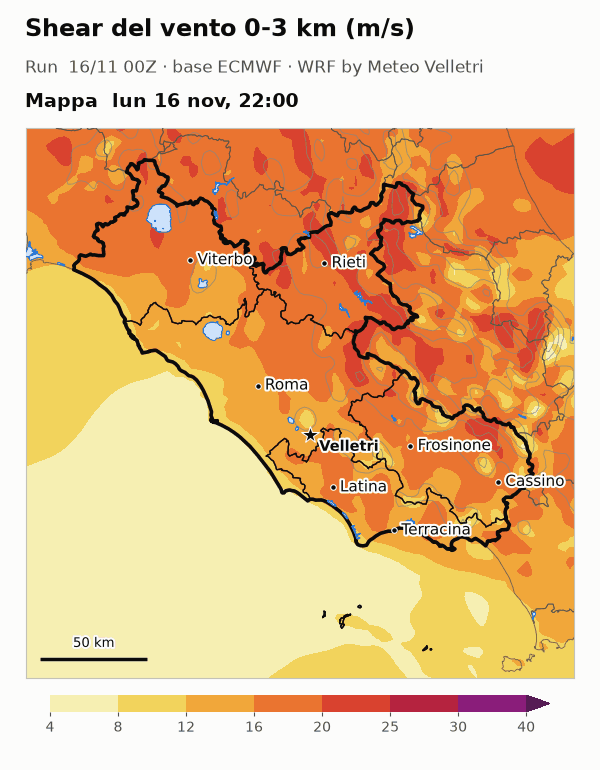 Shear del vento 0-3 km (m/s)
Run  16/11 00Z · base ECMWF · WRF by Meteo Velletri
Mappa  lun 16 nov, 22:00
Viterbo
Rieti
Roma
Velletri
Frosinone
Latina
Cassino
Terracina
50 km
4 8 12 16 20 25 30 40